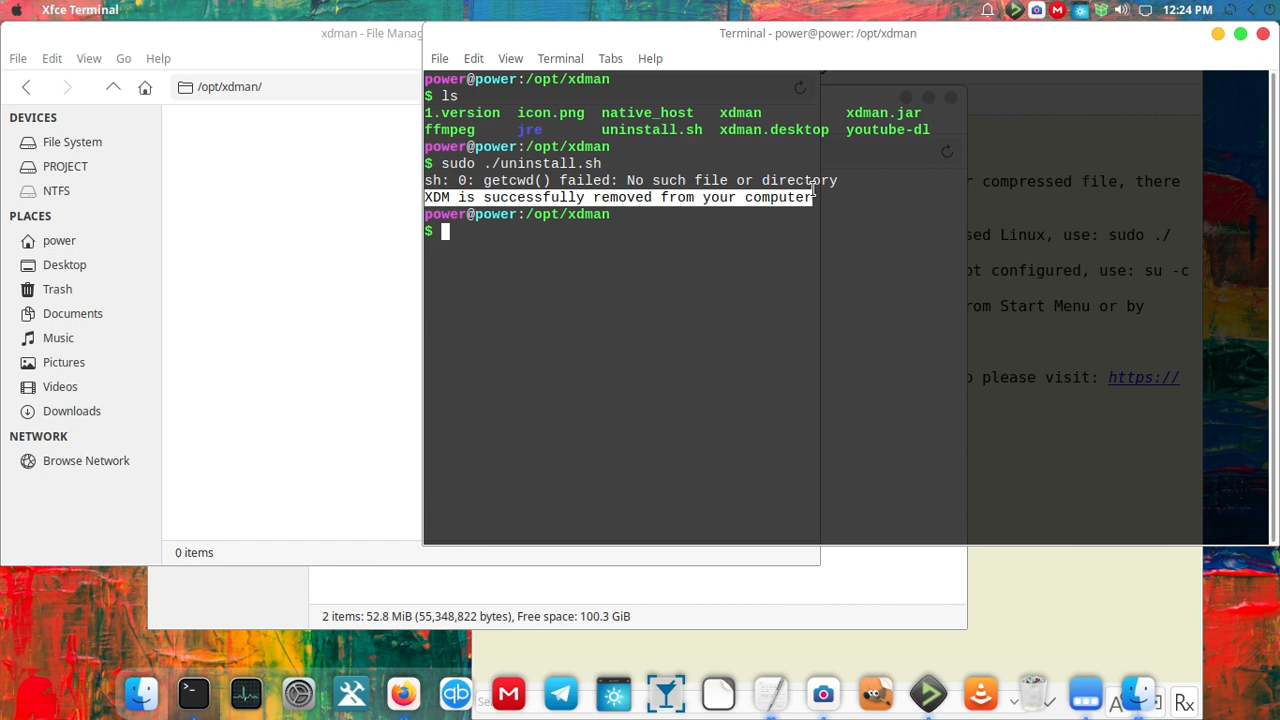 Xfce Terminal
12:24 PM
xdman - File Manag
Terminal - power@power: /opt/xdman
File Edit View Go Help
File Edit View Terminal Tabs Help
/opt/xdman/
power@power:/opt/xdman
$ ls
1.version icon.png native_host xdman xdman.jar
ffmpeg jre uninstall.sh xdman.desktop youtube-dl
power@power:/opt/xdman
$ sudo ./uninstall.sh
sh: 0: getcwd() failed: No such file or directory
XDM is successfully removed from your computer
power@power:/opt/xdman
$
DEVICES
File System
PROJECT
NTFS
PLACES
power
Desktop
Trash
Documents
Music
Pictures
Videos
Downloads
NETWORK
Browse Network
r compressed file, there
sed Linux, use: sudo ./
ot configured, use: su -c
rom Start Menu or by
o please visit: https://
0 items
2 items: 52.8 MiB (55,348,822 bytes), Free space: 100.3 GiB